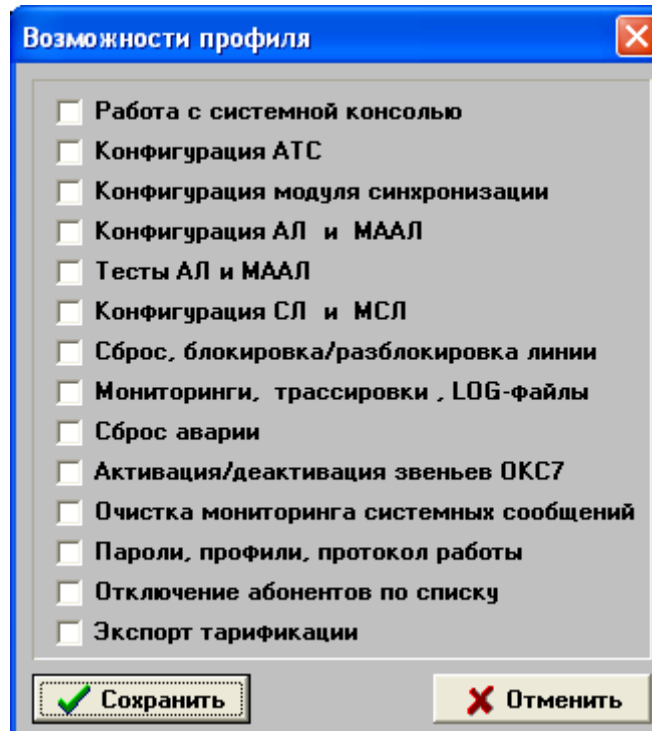 Возможности профиля
Работа с системной консолью
Конфигурация АТС
Конфигурация модуля синхронизации
Конфигурация АЛ и МААЛ
Тесты АЛ и МААЛ
Конфигурация СЛ и МСЛ
Сброс, блокировка/разблокировка линии
Мониторинги, трассировки , LOG-файлы
Сброс аварии
Активация/деактивация звеньев ОКС7
Очистка мониторинга системных сообщений
Пароли, профили, протокол работы
Отключение абонентов по списку
Экспорт тарификации
Сохранить Отменить